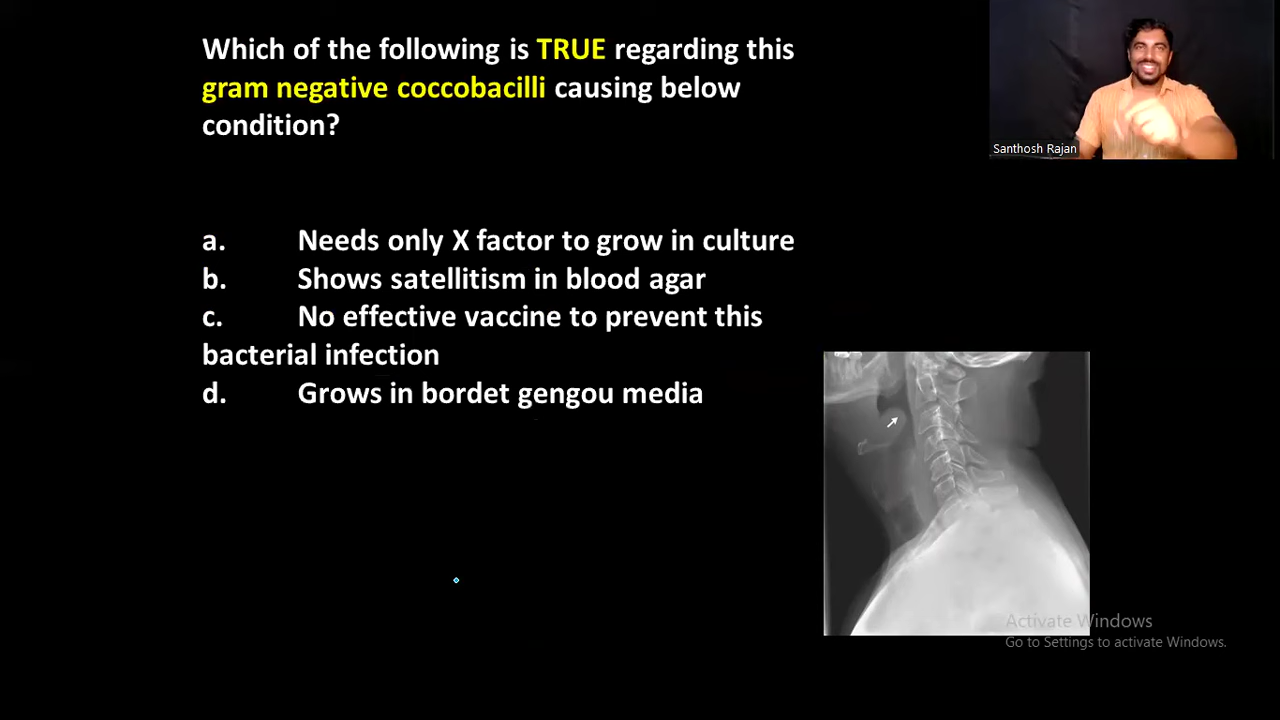 Which of the following is TRUE regarding this
gram negative coccobacilli causing below
condition?
Santhosh Rajan
a. Needs only X factor to grow in culture
b. Shows satellitism in blood agar
c. No effective vaccine to prevent this
bacterial infection
d. Grows in bordet gengou media
Activate Windows
Go to Settings to activate Windows.